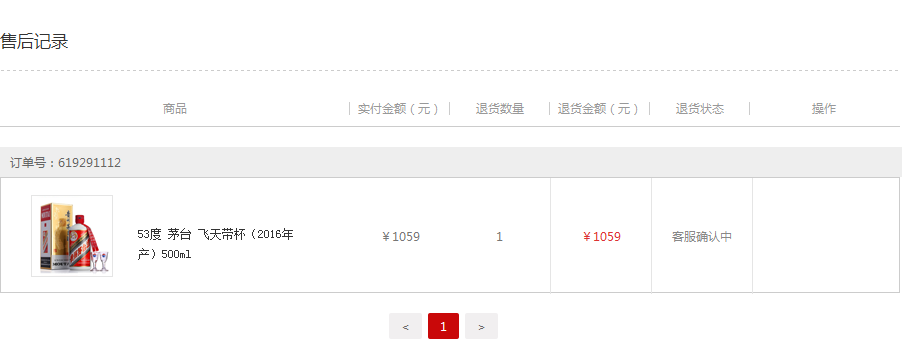 售后记录
商品 实付金额（元） 退货数量 退货金额（元） 退货状态 操作
订单号：619291112
53度 茅台 飞天带杯（2016年
产）500ml
￥1059 1 ￥1059 客服确认中
< 1 >